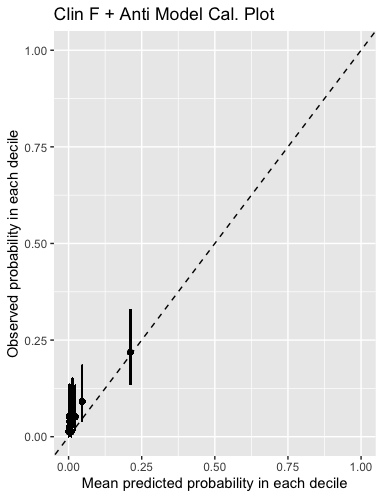 Clin F + Anti Model Cal. Plot
Observed probability in each decile
1.00
0.75
0.50
0.25
0.00
0.00 0.25 0.50 0.75 1.00
Mean predicted probability in each decile